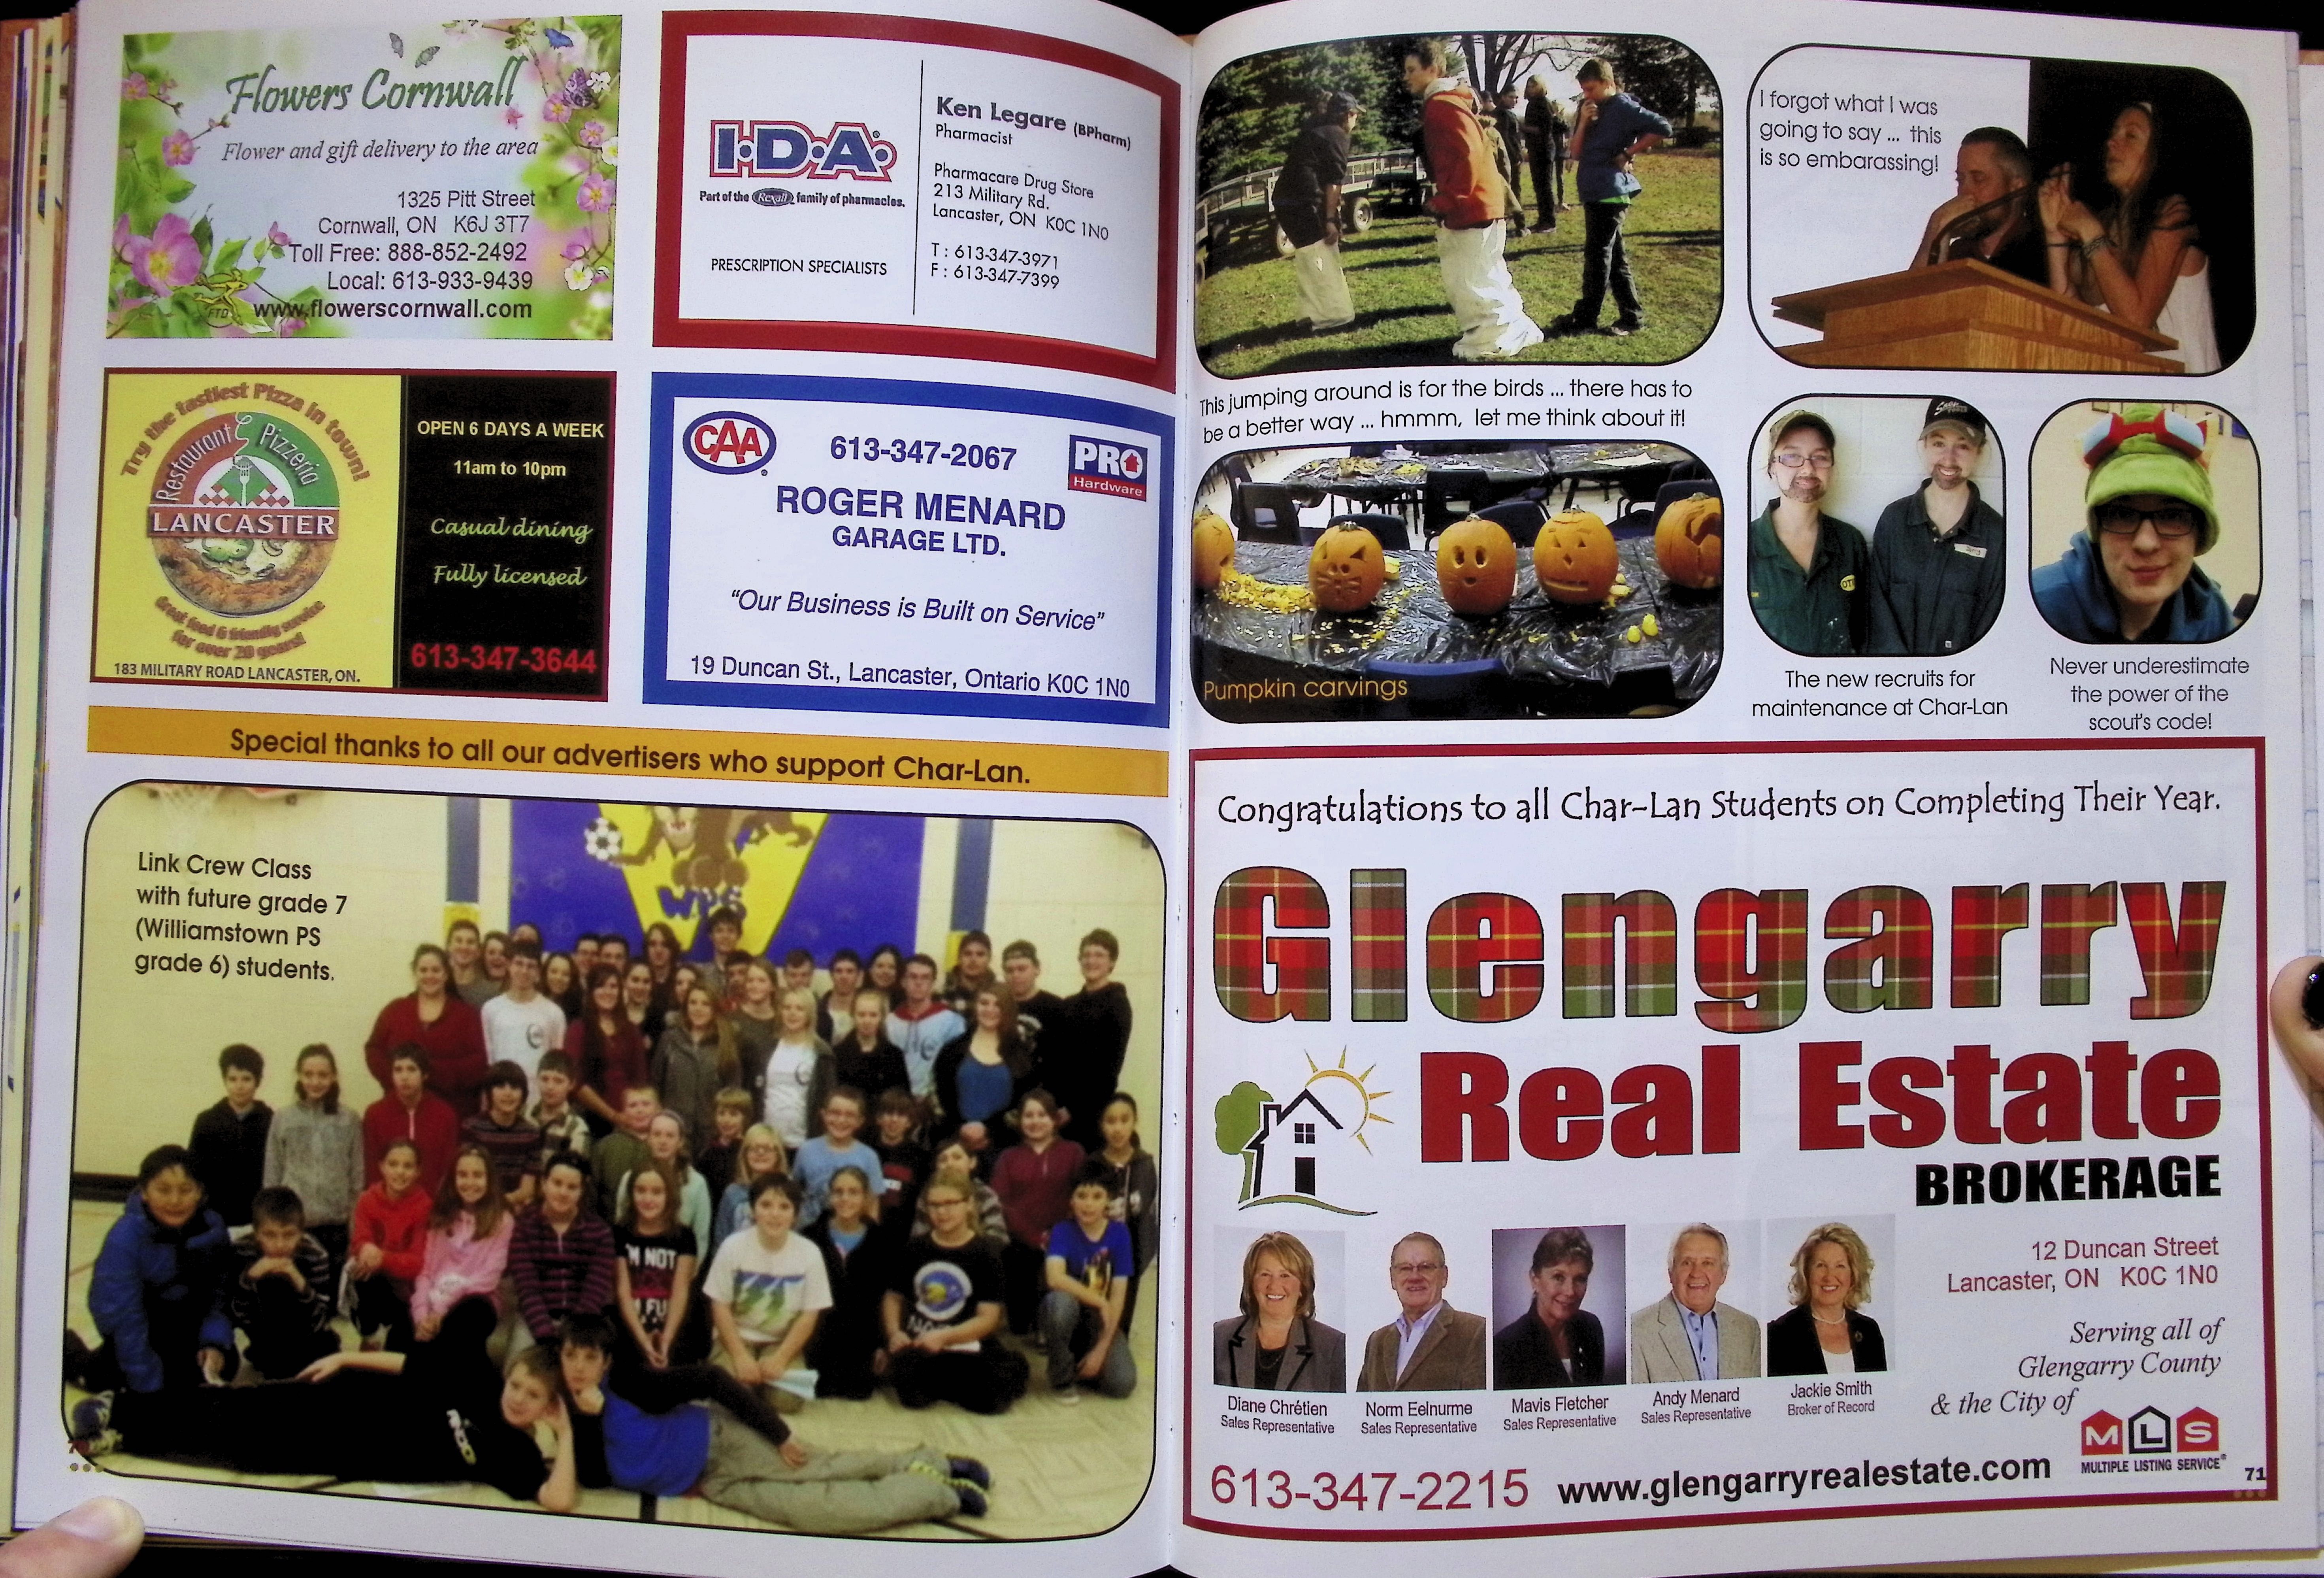 Flowers Cornwall
Flower and gift delivery to the area
1325 Pitt Street
Cornwall, ON K6J 3T7
Toll Free: 888-852-2492
Local: 613-933-9439
www.flowerscornwall.com
FTD
I·D·A·
Part of the Rexall family of pharmacies.
PRESCRIPTION SPECIALISTS
Ken Legare (BPharm)
Pharmacist
Pharmacare Drug Store
213 Military Rd.
Lancaster, ON K0C 1N0
T : 613-347-3971
F : 613-347-7399
Try the tastiest Pizza in town!
Restaurant Pizzeria
LANCASTER
Great food & friendly service
for over 20 years!
183 MILITARY ROAD LANCASTER, ON.
OPEN 6 DAYS A WEEK
11am to 10pm
Casual dining
Fully licensed
613-347-3644
CAA
613-347-2067
PRO
Hardware
ROGER MENARD
GARAGE LTD.
"Our Business is Built on Service"
19 Duncan St., Lancaster, Ontario K0C 1N0
Special thanks to all our advertisers who support Char-Lan.
Link Crew Class
with future grade 7
(Williamstown PS
grade 6) students.
WPS
I'M NOT
This jumping around is for the birds ... there has to
be a better way ... hmmm, let me think about it!
I forgot what I was
going to say ... this
is so embarassing!
Pumpkin carvings
The new recruits for
maintenance at Char-Lan
Never underestimate
the power of the
scout's code!
Congratulations to all Char-Lan Students on Completing Their Year.
Glengarry
Real Estate
BROKERAGE
12 Duncan Street
Lancaster, ON K0C 1N0
Serving all of
Glengarry County
& the City of
Diane Chrétien
Sales Representative
Norm Eelnurme
Sales Representative
Mavis Fletcher
Sales Representative
Andy Menard
Sales Representative
Jackie Smith
Broker of Record
613-347-2215
www.glengarryrealestate.com
MLS
MULTIPLE LISTING SERVICE®
71